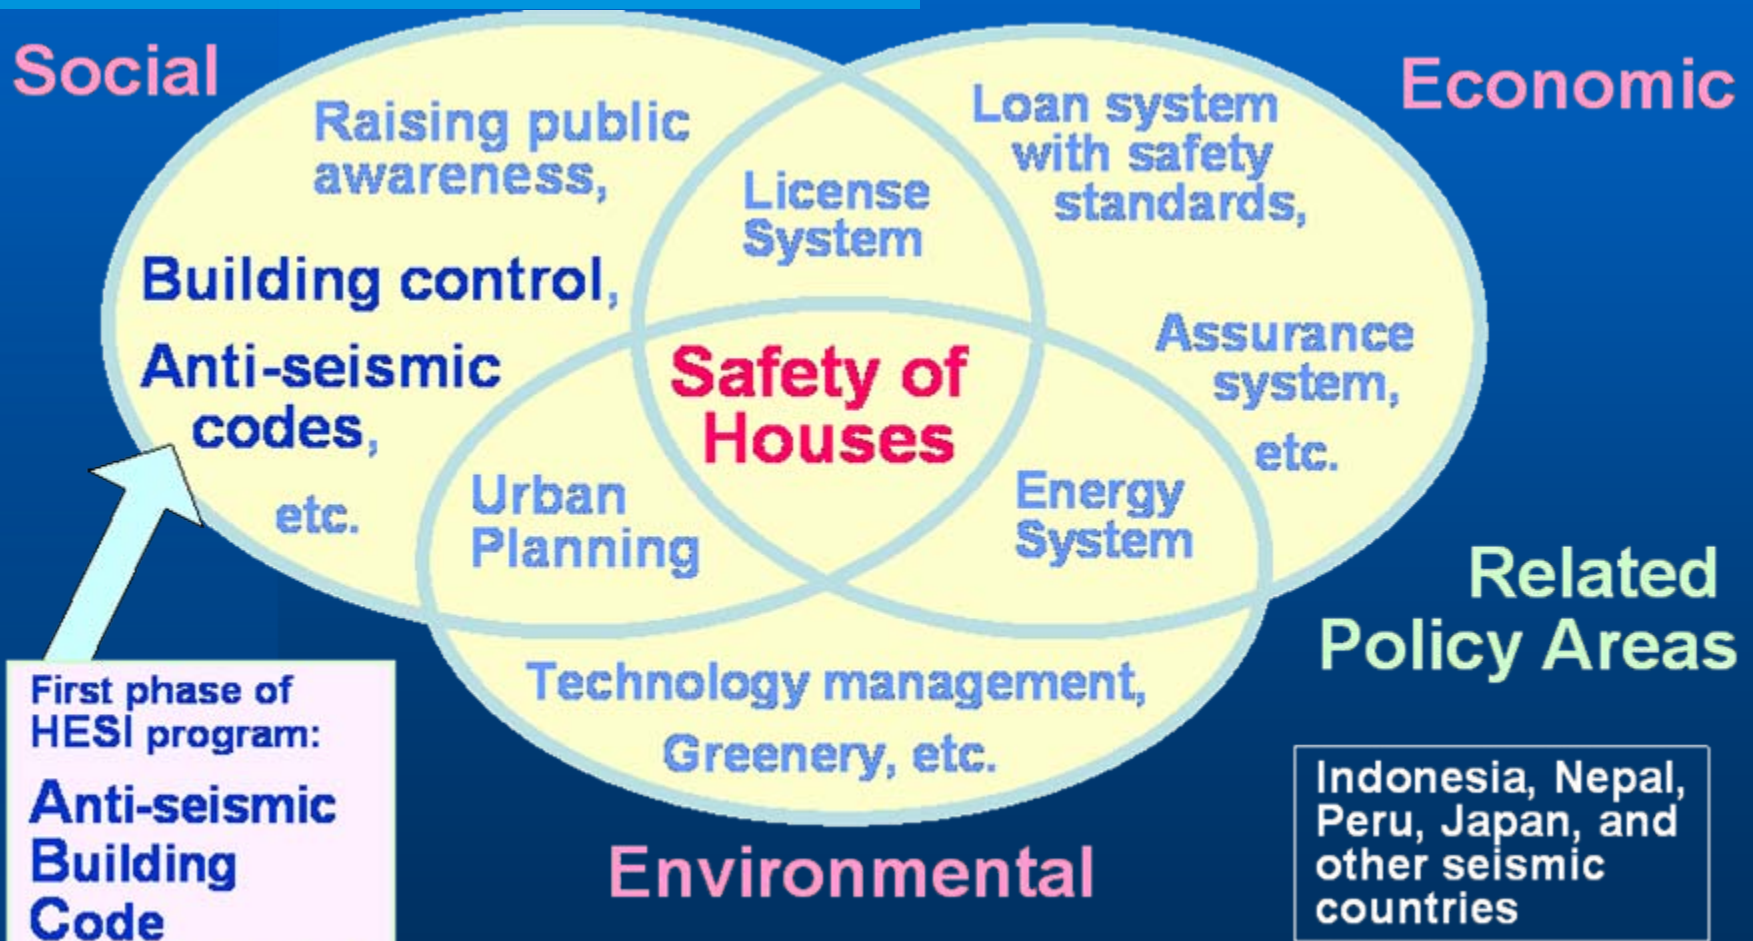 Social
Economic
Raising public
awareness,
License
System
Loan system
with safety
standards,
Building control,
Anti-seismic
codes,
etc.
Safety of
Houses
Assurance
system,
etc.
Urban
Planning
Energy
System
Related
Policy Areas
Technology management,
Greenery, etc.
Environmental
First phase of
HESI program:
Anti-seismic
Building
Code
Indonesia, Nepal,
Peru, Japan, and
other seismic
countries